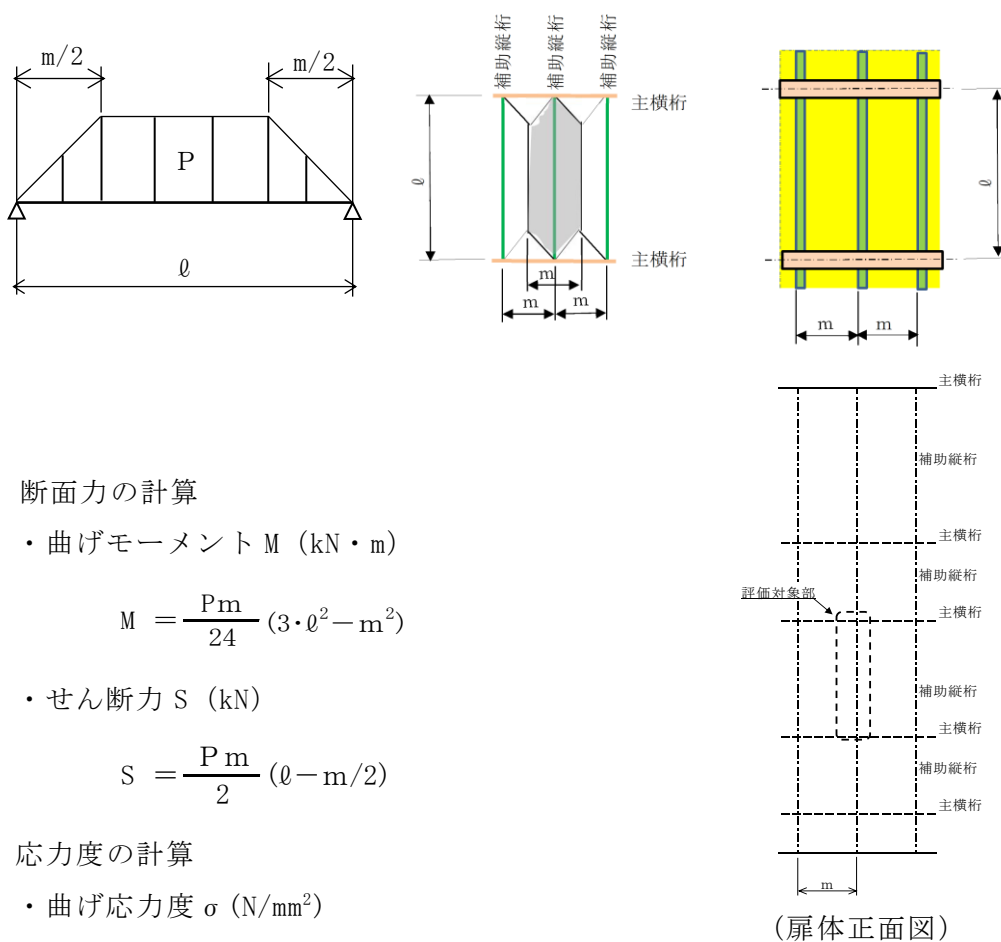 m/2
m/2
P
ℓ
補助縦桁
補助縦桁
補助縦桁
主横桁
ℓ
主横桁
m
m
m
ℓ
m
m
断面力の計算
・曲げモーメント M (kN・m)
M ＝ Pm/24 (3·ℓ²－m²)
・せん断力 S (kN)
S ＝ Pm/2 (ℓ－m/2)
応力度の計算
・曲げ応力度 σ (N/mm²)
主横桁
補助縦桁
主横桁
補助縦桁
評価対象部
主横桁
補助縦桁
主横桁
補助縦桁
主横桁
m
(扉体正面図)